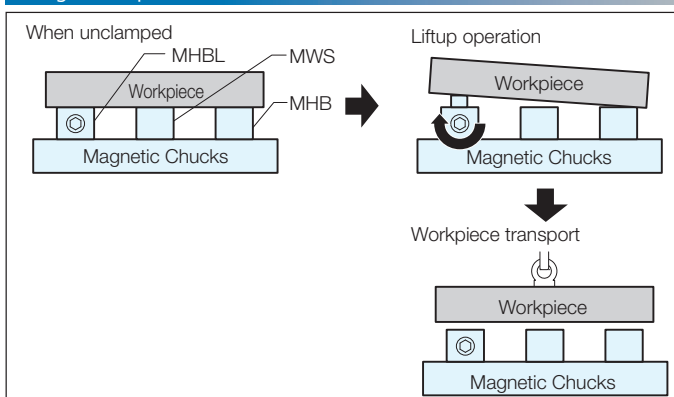 When unclamped
MHBL
MWS
Workpiece
MHB
Magnetic Chucks
Liftup operation
Workpiece
Magnetic Chucks
Workpiece transport
Workpiece
Magnetic Chucks